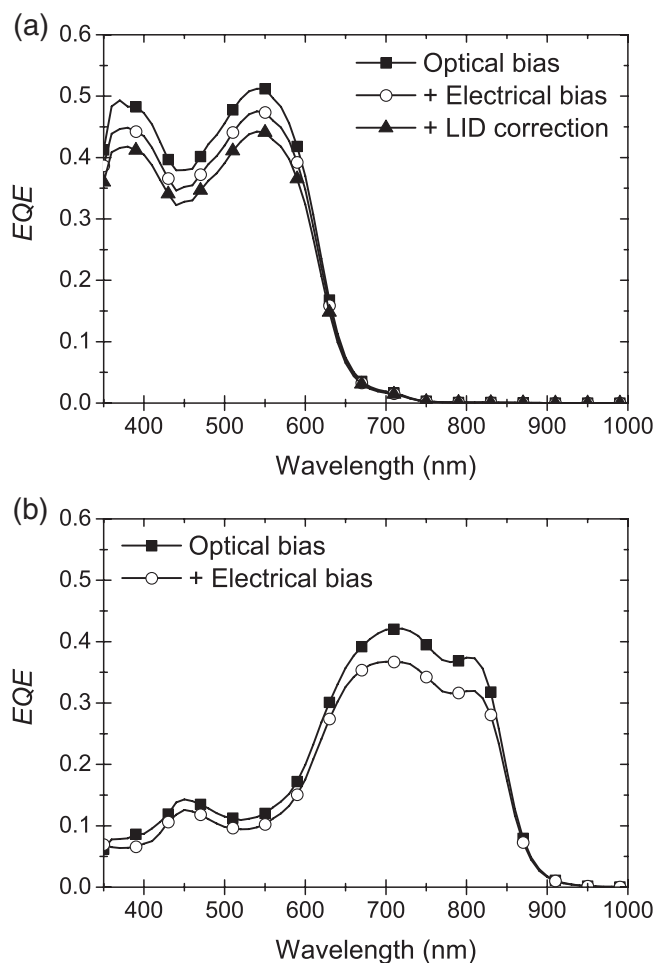 (a)
0.6
0.5
0.4
0.3
0.2
0.1
0.0
EQE
Optical bias
+ Electrical bias
+ LID correction
400 500 600 700 800 900 1000
Wavelength (nm)
(b)
0.6
0.5
0.4
0.3
0.2
0.1
0.0
EQE
Optical bias
+ Electrical bias
400 500 600 700 800 900 1000
Wavelength (nm)